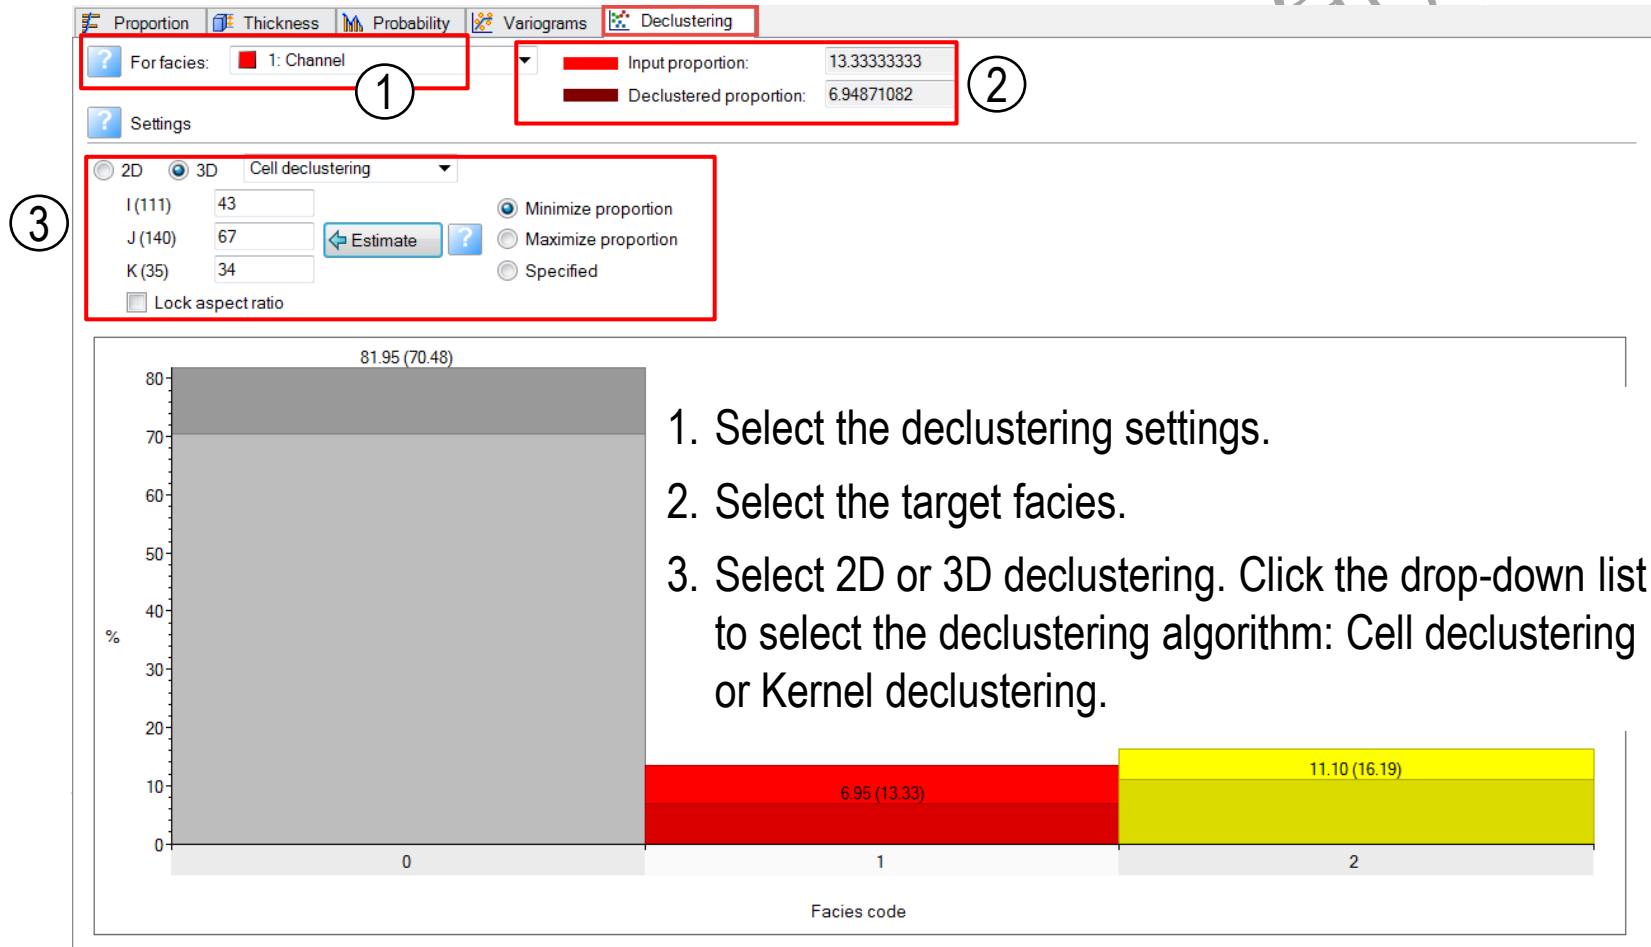 Proportion Thickness Probability Variograms Declustering
? For facies: 1: Channel
1
Input proportion: 13.33333333
Declustered proportion: 6.94871082
2
? Settings
3
2D 3D Cell declustering
I (111) 43
J (140) 67
K (35) 34
Estimate ?
Lock aspect ratio
Minimize proportion
Maximize proportion
Specified
81.95 (70.48)
80
70
60
50
40
30
20
10
0
%
1. Select the declustering settings.
2. Select the target facies.
3. Select 2D or 3D declustering. Click the drop-down list
to select the declustering algorithm: Cell declustering
or Kernel declustering.
6.95 (13.33)
11.10 (16.19)
0 1 2
Facies code